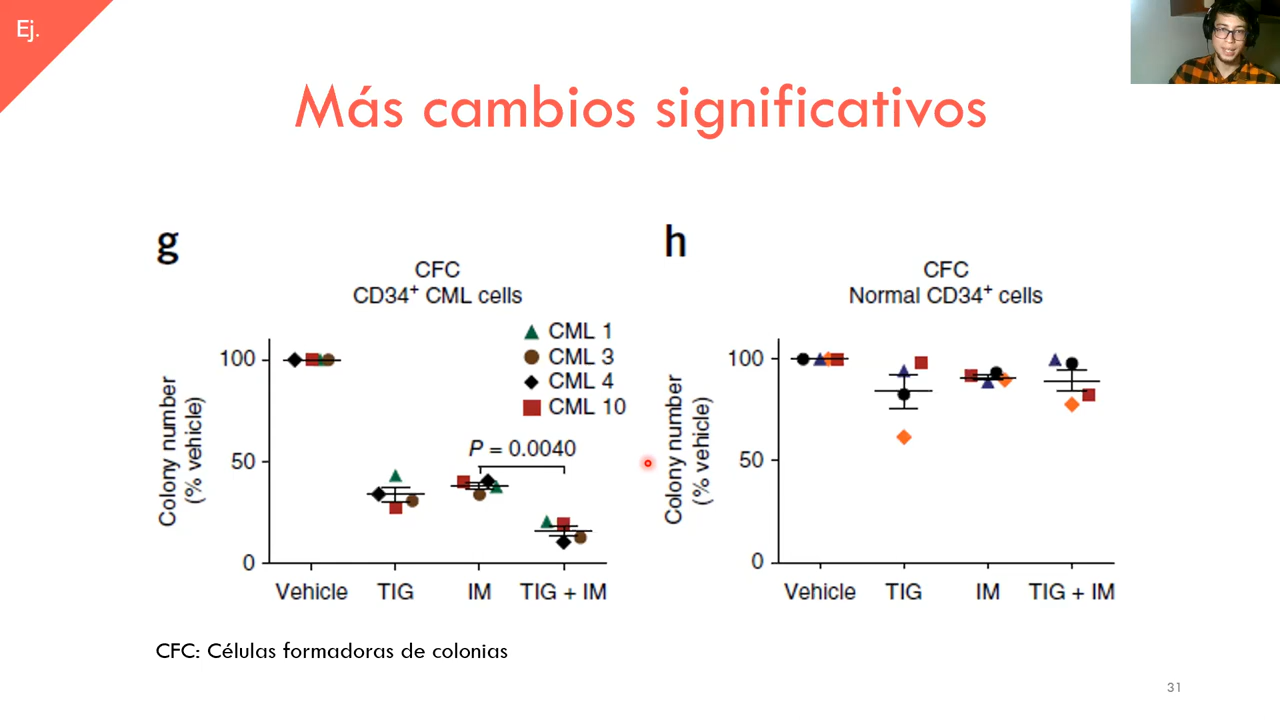 Ej.
Más cambios significativos
g
CFC
CD34⁺ CML cells
CML 1
CML 3
CML 4
CML 10
P = 0.0040
100
50
0
Colony number
(% vehicle)
Vehicle
TIG
IM
TIG + IM
h
CFC
Normal CD34⁺ cells
100
50
0
Colony number
(% vehicle)
Vehicle
TIG
IM
TIG + IM
CFC: Células formadoras de colonias
31